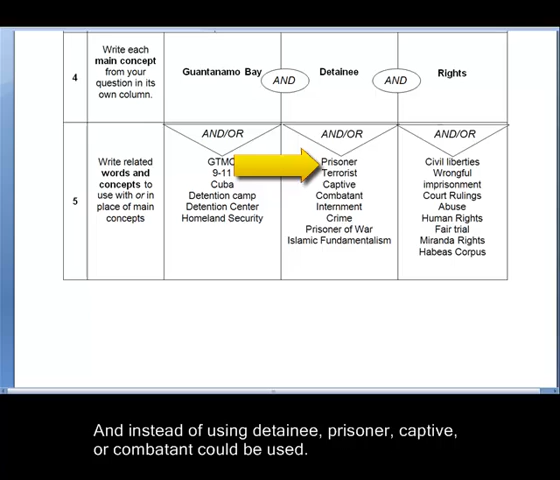 4
Write each
main concept
from your
question in its
own column.
Guantanamo Bay
AND
Detainee
AND
Rights
5
Write related
words and
concepts to
use with or in
place of main
concepts
AND/OR
9-11
Cuba
Detention camp
Detention Center
Homeland Security
AND/OR
Prisoner
Terrorist
Captive
Combatant
Internment
Crime
Prisoner of War
Islamic Fundamentalism
AND/OR
Civil liberties
Wrongful
imprisonment
Court Rulings
Abuse
Human Rights
Fair trial
Miranda Rights
Habeas Corpus
And instead of using detainee, prisoner, captive,
or combatant could be used.